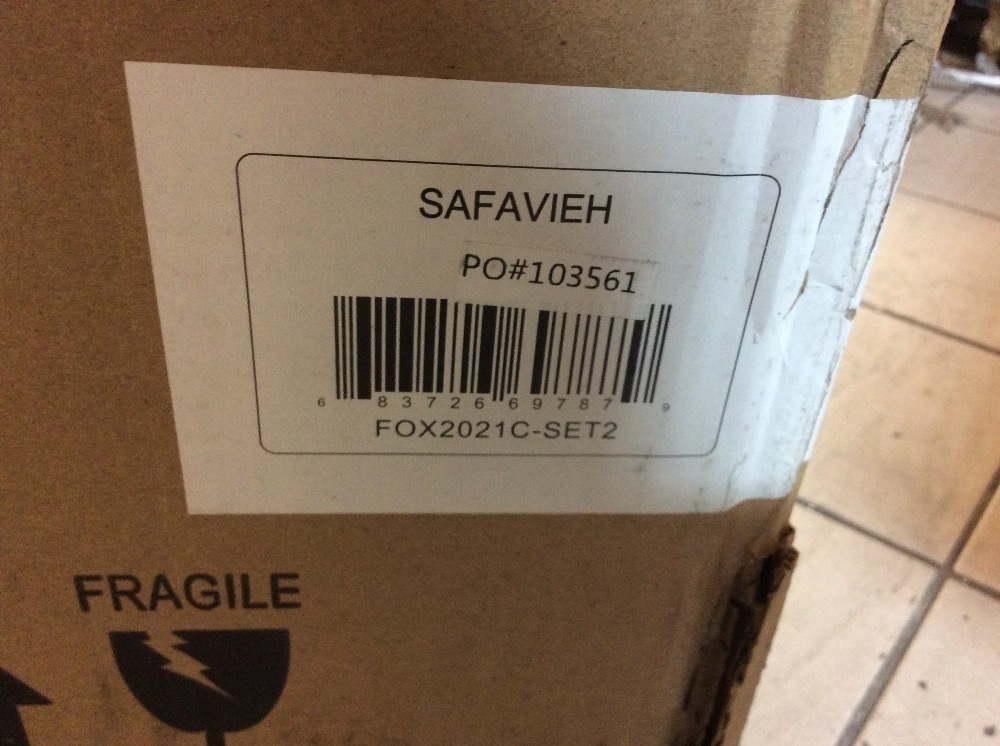 SAFAVIEH
PO#103561
6 83726 69787 9
FOX2021C-SET2
FRAGILE